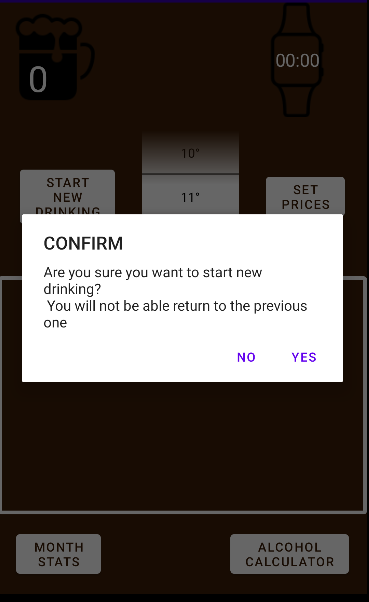 0
00:00
10°
START
NEW
DRINKING
11°
SET
PRICES
CONFIRM
Are you sure you want to start new
drinking?
You will not be able return to the previous
one
NO
YES
MONTH
STATS
ALCOHOL
CALCULATOR